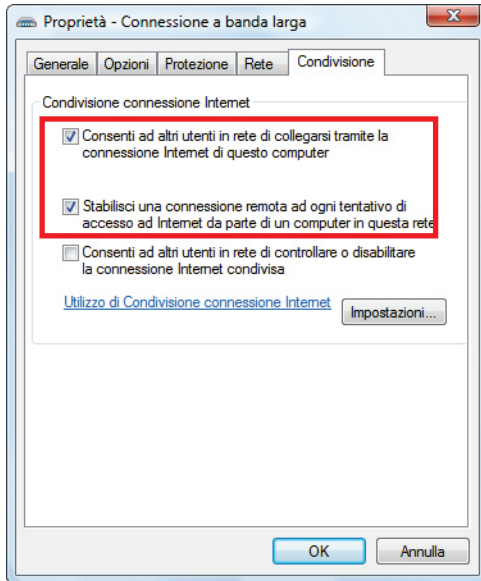 Proprietà - Connessione a banda larga
Generale Opzioni Protezione Rete Condivisione
Condivisione connessione Internet
Consenti ad altri utenti in rete di collegarsi tramite la
connessione Internet di questo computer
Stabilisci una connessione remota ad ogni tentativo di
accesso ad Internet da parte di un computer in questa rete
Consenti ad altri utenti in rete di controllare o disabilitare
la connessione Internet condivisa
Utilizzo di Condivisione connessione Internet
Impostazioni...
OK Annulla